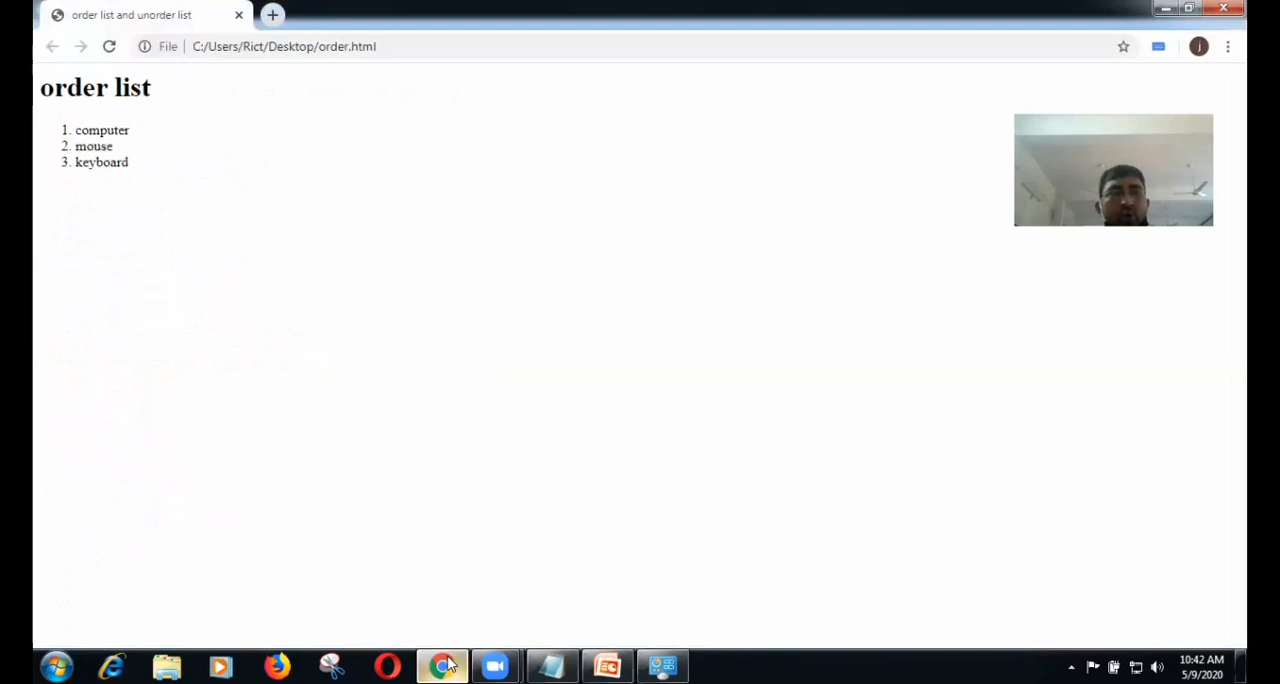 order list and unorder list
File
C:/Users/Rict/Desktop/order.html
j
order list
1. computer
2. mouse
3. keyboard
10:42 AM
5/9/2020